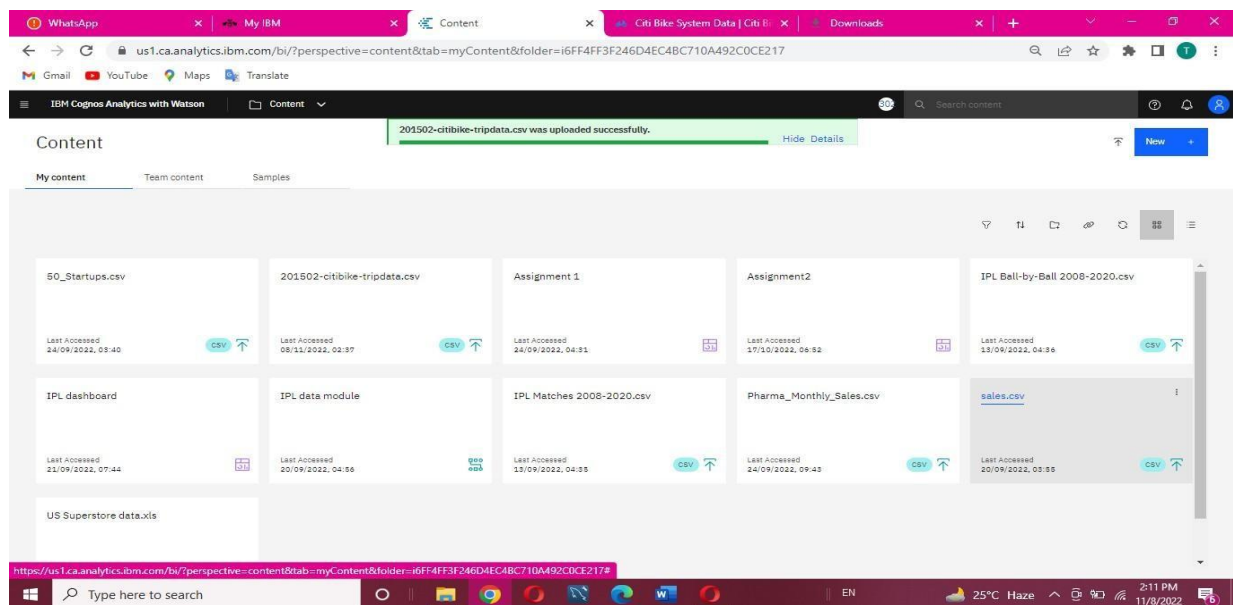 WhatsApp My IBM Content Citi Bike System Data | Citi Bi Downloads
us1.ca.analytics.ibm.com/bi/?perspective=content&tab=myContent&folder=i6FF4FF3F246D4EC4BC710A492C0CE217 T
Gmail YouTube Maps Translate
IBM Cognos Analytics with Watson Content Search content
201502-citibike-tripdata.csv was uploaded successfully.
Hide Details
Content
New +
My content Team content Samples
50_Startups.csv 201502-citibike-tripdata.csv Assignment 1 Assignment2 IPL Ball-by-Ball 2008-2020.csv
Last Accessed Last Accessed Last Accessed Last Accessed Last Accessed
24/09/2022, 03:40 CSV 08/11/2022, 02:37 CSV 24/09/2022, 04:31 17/10/2022, 06:52 13/09/2022, 04:36 CSV
IPL dashboard IPL data module IPL Matches 2008-2020.csv Pharma_Monthly_Sales.csv sales.csv
Last Accessed Last Accessed Last Accessed Last Accessed Last Accessed
21/09/2022, 07:44 20/09/2022, 04:56 13/09/2022, 04:35 CSV 24/09/2022, 09:43 CSV 20/09/2022, 03:55 CSV
US Superstore data.xls
https://us1.ca.analytics.ibm.com/bi/?perspective=content&tab=myContent&folder=i6FF4FF3F246D4EC4BC710A492C0CE217#
Type here to search EN 25°C Haze 2:11 PM
11/8/2022 6